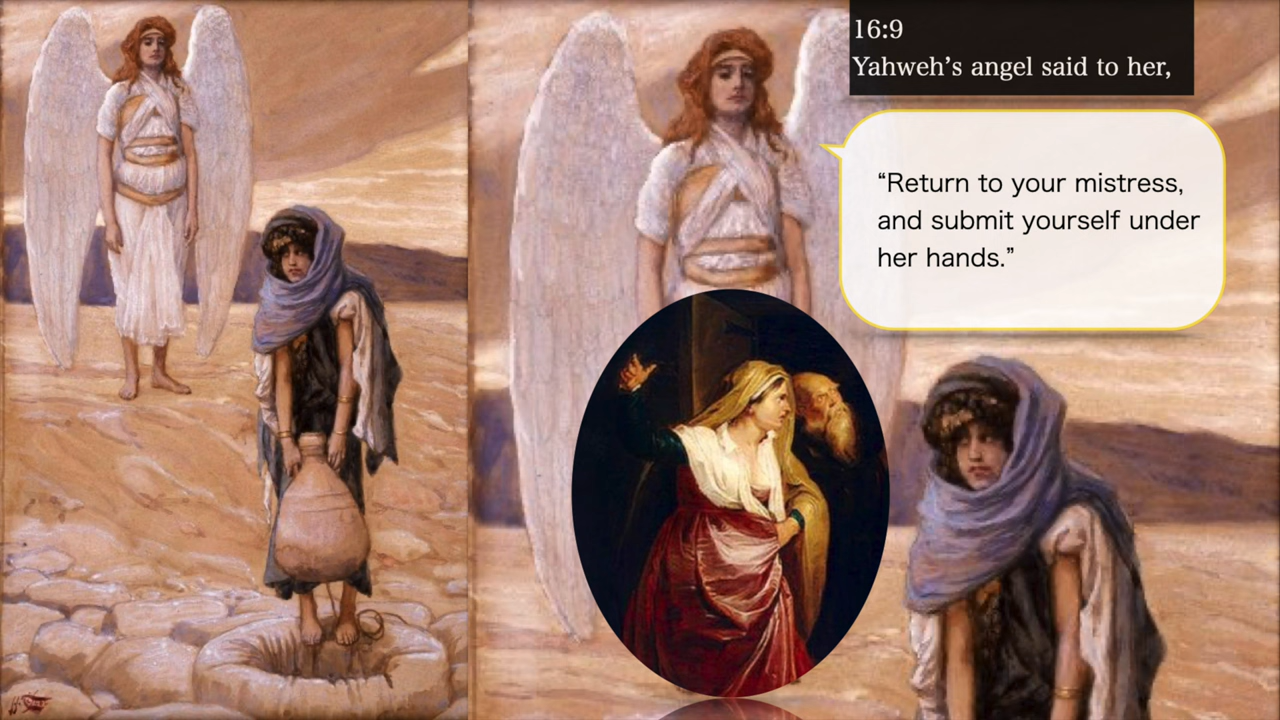 16:9
Yahweh’s angel said to her,
“Return to your mistress,
and submit yourself under
her hands.”